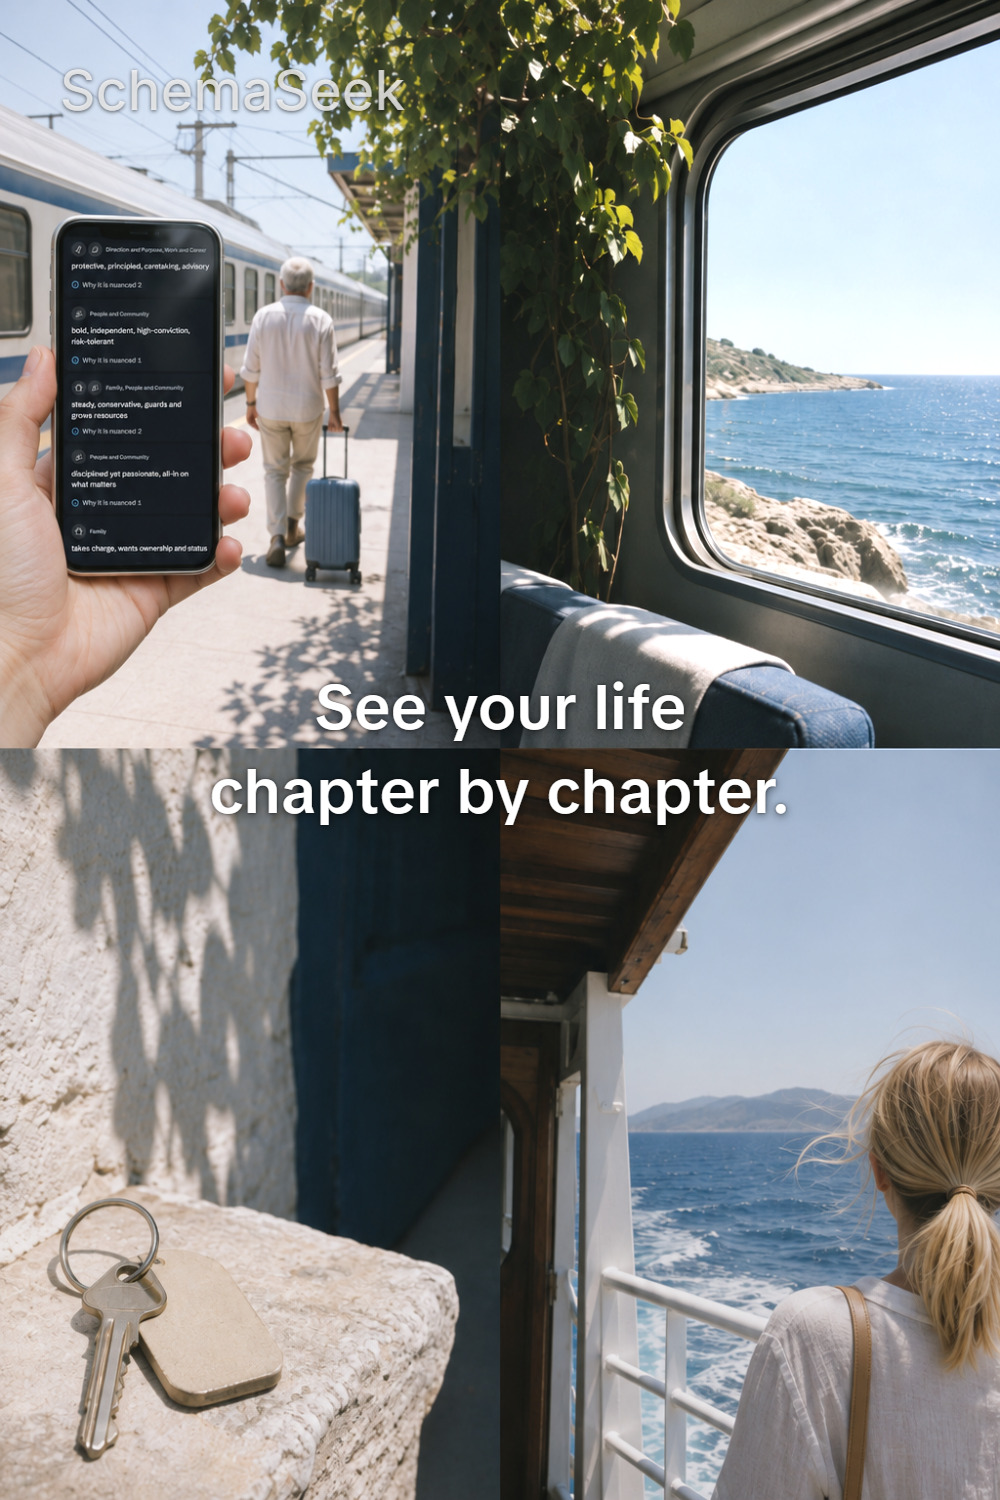 SchemaSeek
Direction and Purpose, Work and Career
protective, principled, caretaking, advisory
Why it is nuanced 2
People and Community
bold, independent, high-conviction,
risk-tolerant
Why it is nuanced 1
Family, People and Community
steady, conservative, guards and
grows resources
Why it is nuanced 2
People and Community
disciplined yet passionate, all-in on
what matters
Why it is nuanced 1
Family
takes charge, wants ownership and status
See your life
chapter by chapter.